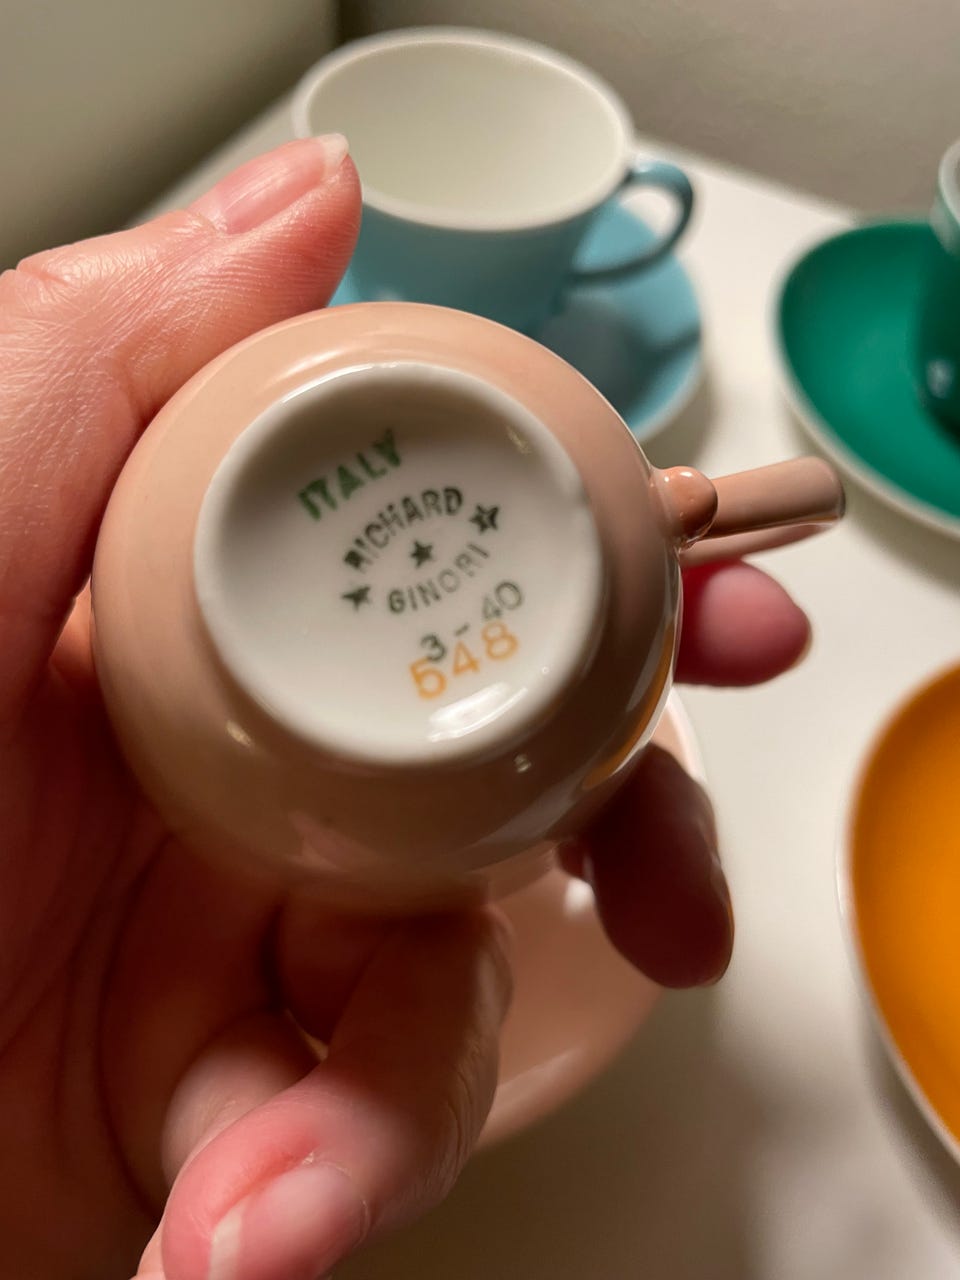 ITALY
★ RICHARD ★
★
GINORI
3 - 40
548